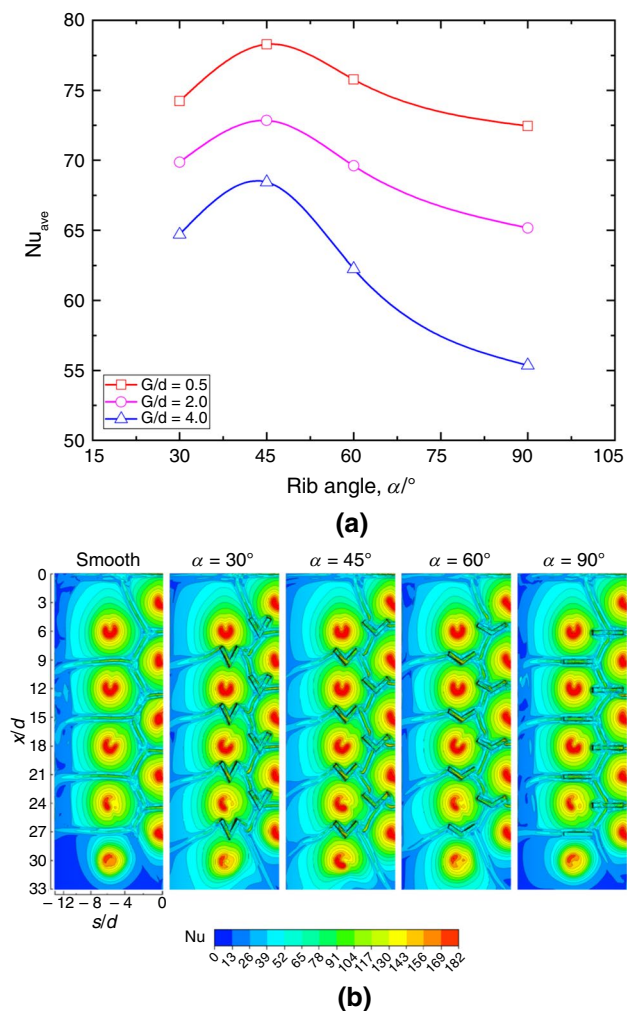 80
75
70
65
60
55
50
Nu_ave
G/d = 0.5
G/d = 2.0
G/d = 4.0
15 30 45 60 75 90 105
Rib angle, α/°
(a)
Smooth α = 30° α = 45° α = 60° α = 90°
0
3
6
9
12
15
18
21
24
27
30
33
x/d
− 12 − 8 − 4 0
s/d
Nu
0 13 26 39 52 65 78 91 104 117 130 143 156 169 182
(b)